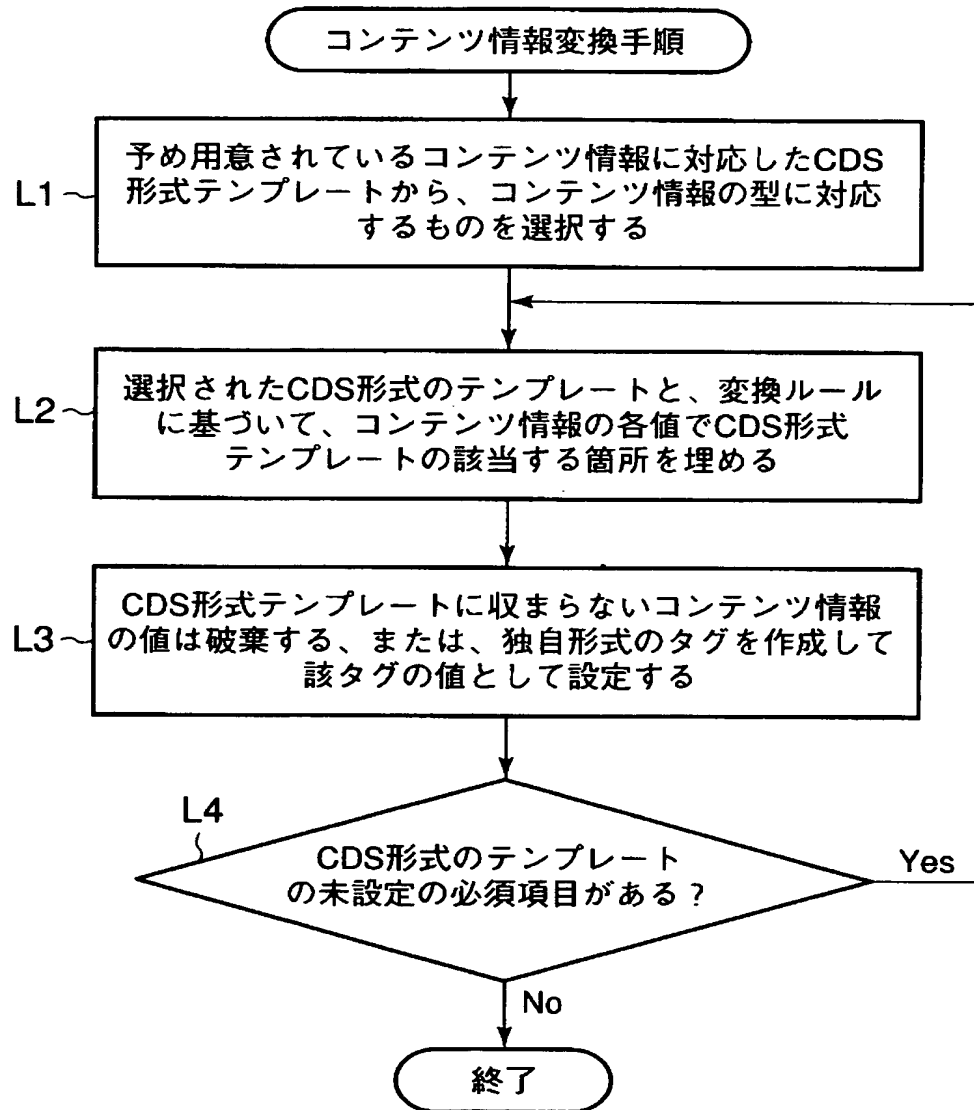 コンテンツ情報変換手順
L1
予め用意されているコンテンツ情報に対応したCDS
形式テンプレートから、コンテンツ情報の型に対応
するものを選択する
L2
選択されたCDS形式のテンプレートと、変換ルール
に基づいて、コンテンツ情報の各値でCDS形式
テンプレートの該当する箇所を埋める
L3
CDS形式テンプレートに収まらないコンテンツ情報
の値は破棄する、または、独自形式のタグを作成して
該タグの値として設定する
L4
CDS形式のテンプレート
の未設定の必須項目がある？
Yes
No
終了